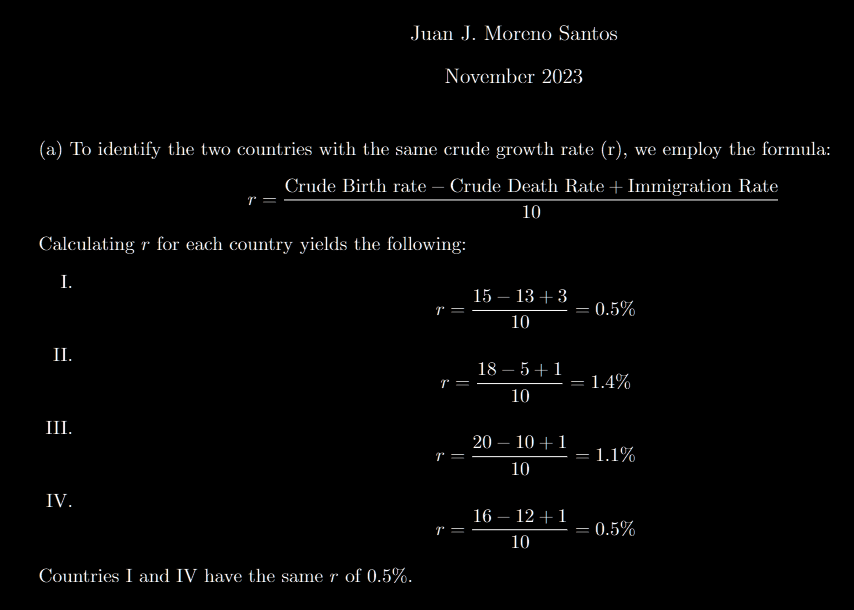 Juan J. Moreno Santos
November 2023
(a) To identify the two countries with the same crude growth rate (r), we employ the formula:
r = \frac{Crude Birth rate − Crude Death Rate + Immigration Rate}{10}
Calculating r for each country yields the following:
I.
r = \frac{15 − 13 + 3}{10} = 0.5%
II.
r = \frac{18 − 5 + 1}{10} = 1.4%
III.
r = \frac{20 − 10 + 1}{10} = 1.1%
IV.
r = \frac{16 − 12 + 1}{10} = 0.5%
Countries I and IV have the same r of 0.5%.